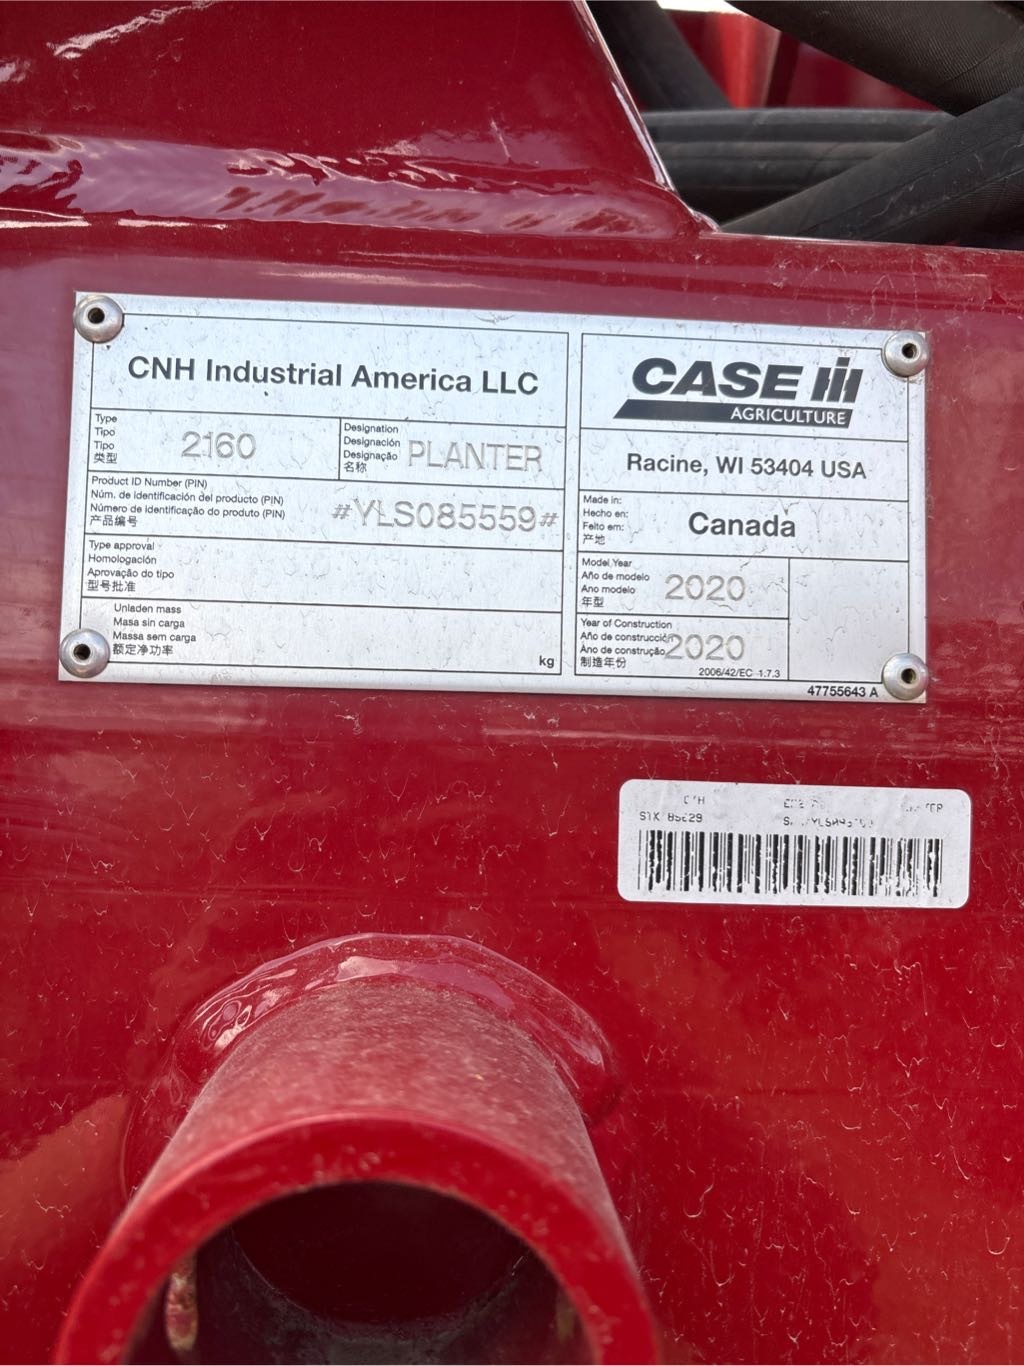 CNH Industrial America LLC
Type
Tipo
Tipo
类型
2160
Designation
Designación
Designação
名称
PLANTER
Product ID Number (PIN)
Núm. de identificación del producto (PIN)
Número de identificação do produto (PIN)
产品编号
#YLS085559#
Type approval
Homologación
Aprovação do tipo
型号批准
Unladen mass
Masa sin carga
Massa sem carga
额定净功率
kg
CASE IH
AGRICULTURE
Racine, WI 53404 USA
Made in:
Hecho en:
Feito em:
产地
Canada
Model Year
Año de modelo
Ano modelo
年型
2020
Year of Construction
Año de construcción
Ano de construção
制造年份
2020
2006/42/EC 1.7.3
47755643 A
STK